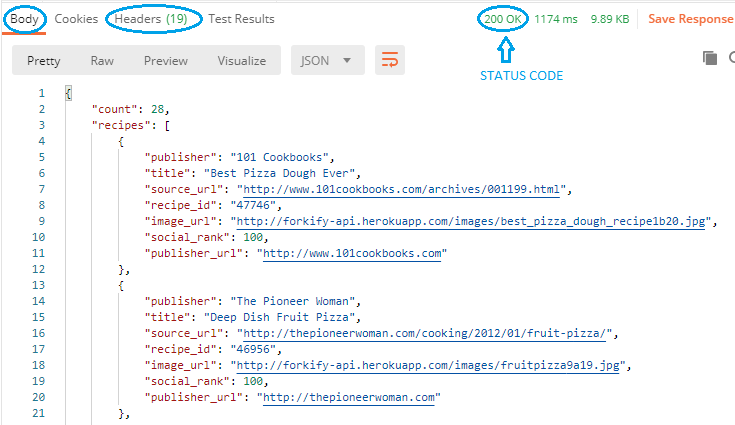 Body Cookies Headers (19) Test Results 200 OK 1174 ms 9.89 KB Save Response
STATUS CODE
Pretty Raw Preview Visualize JSON
1 {
2 "count": 28,
3 "recipes": [
4 {
5 "publisher": "101 Cookbooks",
6 "title": "Best Pizza Dough Ever",
7 "source_url": "http://www.101cookbooks.com/archives/001199.html",
8 "recipe_id": "47746",
9 "image_url": "http://forkify-api.herokuapp.com/images/best_pizza_dough_recipe1b20.jpg",
10 "social_rank": 100,
11 "publisher_url": "http://www.101cookbooks.com"
12 },
13 {
14 "publisher": "The Pioneer Woman",
15 "title": "Deep Dish Fruit Pizza",
16 "source_url": "http://thepioneerwoman.com/cooking/2012/01/fruit-pizza/",
17 "recipe_id": "46956",
18 "image_url": "http://forkify-api.herokuapp.com/images/fruitpizza9a19.jpg",
19 "social_rank": 100,
20 "publisher_url": "http://thepioneerwoman.com"
21 },